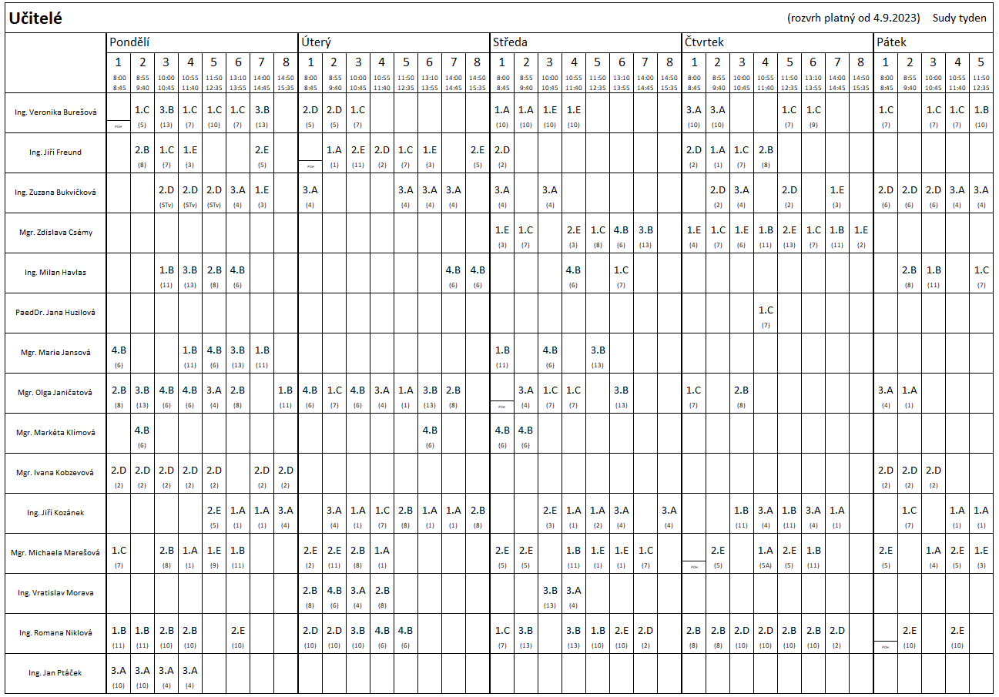 Učitelé (rozvrh platný od 4.9.2023) Sudy tyden
Pondělí Úterý Středa Čtvrtek Pátek
1 2 3 4 5 6 7 8 1 2 3 4 5 6 7 8 1 2 3 4 5 6 7 8 1 2 3 4 5 6 7 8 1 2 3 4 5
8:00 8:55 10:00 10:55 11:50 13:10 14:00 14:50 8:00 8:55 10:00 10:55 11:50 13:10 14:00 14:50 8:00 8:55 10:00 10:55 11:50 13:10 14:00 14:50 8:00 8:55 10:00 10:55 11:50 13:10 14:00 14:50 8:00 8:55 10:00 10:55 11:50
8:45 9:40 10:45 11:40 12:35 13:55 14:45 15:35 8:45 9:40 10:45 11:40 12:35 13:55 14:45 15:35 8:45 9:40 10:45 11:40 12:35 13:55 14:45 15:35 8:45 9:40 10:45 11:40 12:35 13:55 14:45 15:35 8:45 9:40 10:45 11:40 12:35
Ing. Veronika Burešová 1.C 3.B 1.C 1.C 1.C 3.B 2.D 2.D 1.C 1.A 1.A 1.E 1.E 3.A 3.A 1.C 1.C 1.C 1.C 1.C 1.B
POH (5) (13) (7) (10) (7) (13) (5) (5) (7) (10) (10) (10) (10) (10) (10) (7) (9) (7) (7) (7) (10)
Ing. Jiří Freund 2.B 1.C 1.E 2.E 1.A 2.E 2.D 1.C 1.E 2.E 2.D 2.D 1.A 1.C 2.B
(8) (7) (3) (5) POH (1) (11) (2) (7) (3) (5) (2) (2) (1) (7) (8)
Ing. Zuzana Bukvičková 2.D 2.D 2.D 3.A 1.E 3.A 3.A 3.A 3.A 3.A 3.A 2.D 3.A 2.D 1.E 2.D 2.D 2.D 3.A 3.A
(STv) (STv) (STv) (4) (3) (4) (4) (4) (4) (4) (4) (2) (4) (2) (3) (6) (6) (6) (4) (4)
Mgr. Zdislava Csémy 1.E 1.C 2.E 1.C 4.B 3.B 1.E 1.C 1.E 1.B 2.E 1.C 1.B 1.E
(3) (7) (3) (8) (6) (13) (4) (7) (6) (11) (13) (7) (11) (2)
Ing. Milan Havlas 1.B 3.B 2.B 4.B 4.B 4.B 4.B 1.C 2.B 1.B 1.C
(11) (13) (8) (6) (6) (6) (6) (7) (8) (11) (7)
PaedDr. Jana Huzilová 1.C
(7)
Mgr. Marie Jansová 4.B 1.B 4.B 3.B 1.B 1.B 4.B 3.B
(6) (11) (6) (13) (11) (11) (6) (13)
Mgr. Olga Janičatová 2.B 3.B 4.B 4.B 3.A 2.B 1.B 4.B 1.C 4.B 3.A 1.A 3.B 2.B 3.A 1.C 1.C 3.B 1.C 2.B 3.A 1.A
(8) (13) (6) (6) (4) (8) (11) (6) (7) (6) (4) (1) (13) (8) POH (4) (7) (7) (13) (7) (8) (4) (1)
Mgr. Markéta Klímová 4.B 4.B 4.B 4.B
(6) (6) (6) (6)
Mgr. Ivana Kobzevová 2.D 2.D 2.D 2.D 2.D 2.D 2.D 2.D 2.D 2.D
(2) (2) (2) (2) (2) (2) (2) (2) (2) (2)
Ing. Jiří Kozánek 2.E 1.A 1.A 3.A 3.A 1.A 1.C 2.B 1.A 1.A 2.B 2.E 1.A 1.A 3.A 3.A 1.B 3.A 1.B 3.A 1.A 1.C 1.A 1.A
(5) (1) (1) (4) (4) (1) (7) (8) (1) (1) (8) (3) (1) (2) (4) (4) (11) (4) (11) (4) (1) (7) (1) (1)
Mgr. Michaela Marešová 1.C 2.B 1.A 1.E 1.B 2.E 2.E 2.B 1.A 2.E 2.E 1.B 1.E 1.E 1.C 2.E 1.A 2.E 1.B 2.E 1.A 2.E 1.E
(7) (8) (1) (9) (11) (2) (11) (8) (1) (5) (5) (11) (1) (1) (7) POH (5) (5A) (5) (11) (5) (4) (5) (3)
Ing. Vratislav Morava 2.B 4.B 3.A 2.B 3.B 3.A
(8) (6) (4) (8) (13) (4)
Ing. Romana Niklová 1.B 1.B 2.B 2.B 2.E 2.D 2.D 3.B 4.B 4.B 1.C 3.B 3.B 1.B 2.E 2.D 2.B 2.B 2.D 2.D 2.B 2.B 2.D 2.E 2.E
(11) (11) (10) (10) (10) (10) (10) (10) (6) (6) (7) (13) (13) (10) (10) (2) (8) (8) (10) (10) (10) (10) (2) POH (10) (10)
Ing. Jan Ptáček 3.A 3.A 3.A 3.A
(10) (10) (4) (4)